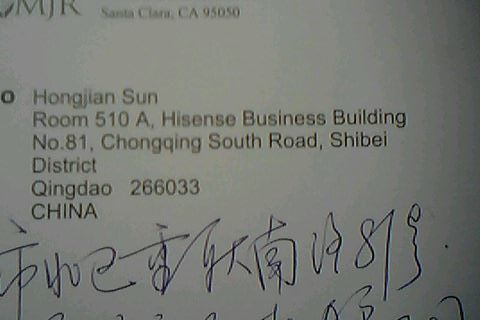 MJR
Santa Clara, CA 95050
Hongjian Sun
Room 510 A, Hisense Business Building
No.81, Chongqing South Road, Shibei
District
Qingdao 266033
CHINA
市北区重庆南路81号.